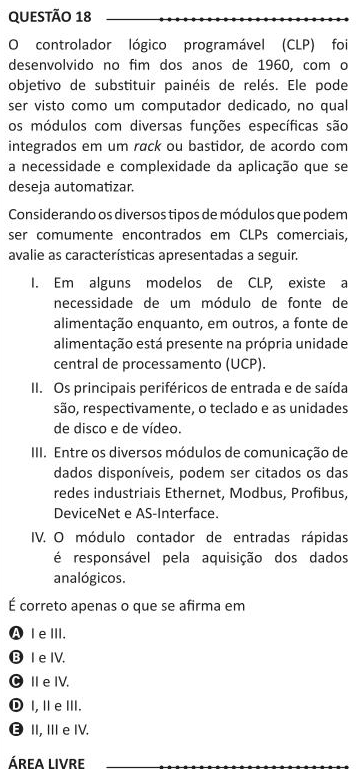 QUESTÃO 18
O controlador lógico programável (CLP) foi
desenvolvido no fim dos anos de 1960, com o
objetivo de substituir painéis de relés. Ele pode
ser visto como um computador dedicado, no qual
os módulos com diversas funções específicas são
integrados em um rack ou bastidor, de acordo com
a necessidade e complexidade da aplicação que se
deseja automatizar.
Considerando os diversos tipos de módulos que podem
ser comumente encontrados em CLPs comerciais,
avalie as características apresentadas a seguir.
I. Em alguns modelos de CLP, existe a
necessidade de um módulo de fonte de
alimentação enquanto, em outros, a fonte de
alimentação está presente na própria unidade
central de processamento (UCP).
II. Os principais periféricos de entrada e de saída
são, respectivamente, o teclado e as unidades
de disco e de vídeo.
III. Entre os diversos módulos de comunicação de
dados disponíveis, podem ser citados os das
redes industriais Ethernet, Modbus, Profibus,
DeviceNet e AS-Interface.
IV. O módulo contador de entradas rápidas
é responsável pela aquisição dos dados
analógicos.
É correto apenas o que se afirma em
A I e III.
B I e IV.
C II e IV.
D I, II e III.
E II, III e IV.
ÁREA LIVRE